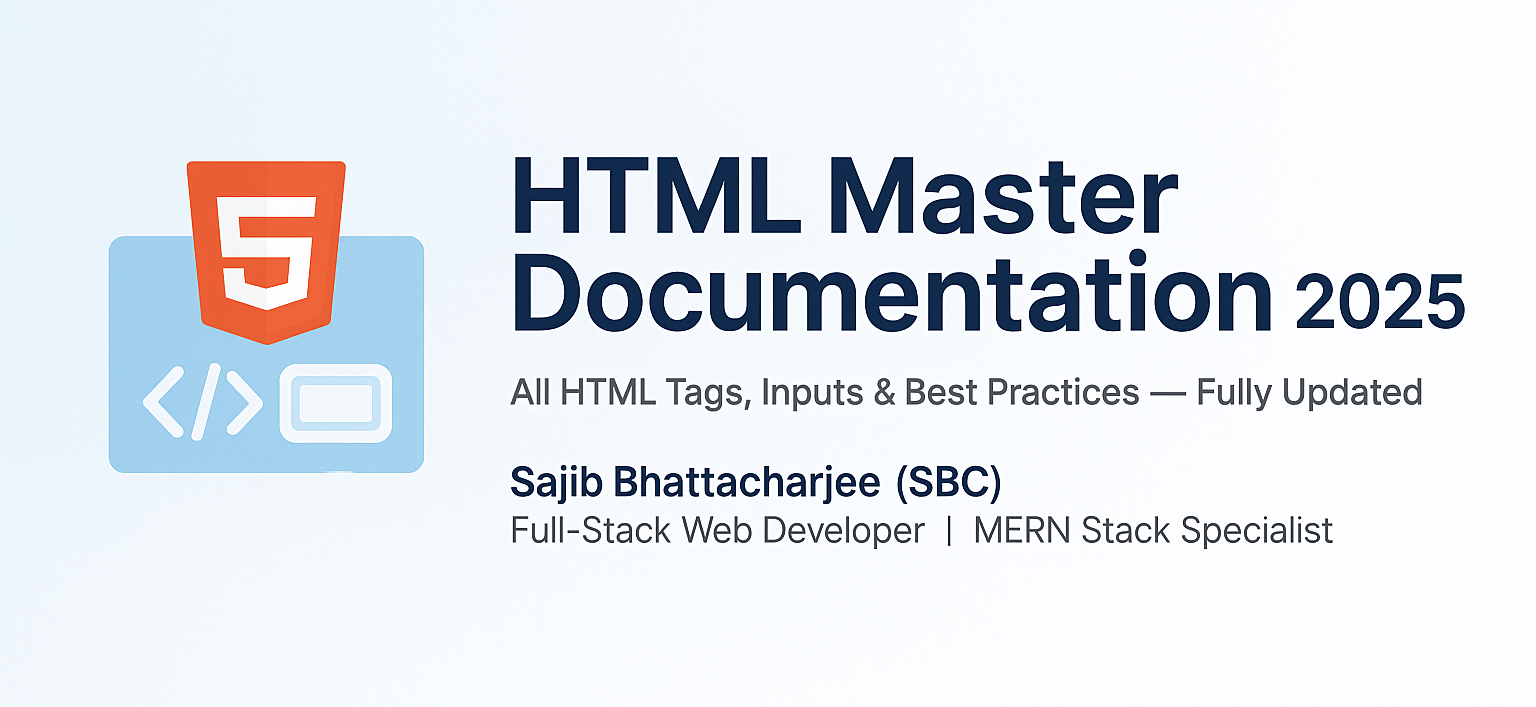 5
</>
HTML Master
Documentation 2025
All HTML Tags, Inputs & Best Practices — Fully Updated
Sajib Bhattacharjee (SBC)
Full-Stack Web Developer | MERN Stack Specialist